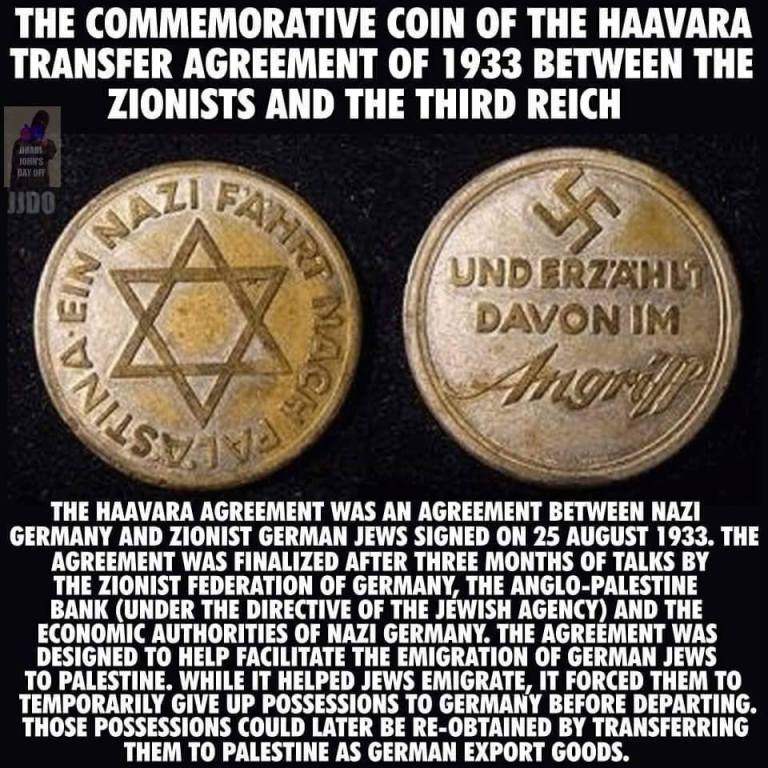 THE COMMEMORATIVE COIN OF THE HAAVARA
TRANSFER AGREEMENT OF 1933 BETWEEN THE
ZIONISTS AND THE THIRD REICH
SHARE
JOHN'S
DAY OFF
JJDO
EIN NAZI FÄHRT NACH PALÄSTINA
UND ERZÄHLT
DAVON IM
Angriff
THE HAAVARA AGREEMENT WAS AN AGREEMENT BETWEEN NAZI
GERMANY AND ZIONIST GERMAN JEWS SIGNED ON 25 AUGUST 1933. THE
AGREEMENT WAS FINALIZED AFTER THREE MONTHS OF TALKS BY
THE ZIONIST FEDERATION OF GERMANY, THE ANGLO-PALESTINE
BANK (UNDER THE DIRECTIVE OF THE JEWISH AGENCY) AND THE
ECONOMIC AUTHORITIES OF NAZI GERMANY. THE AGREEMENT WAS
DESIGNED TO HELP FACILITATE THE EMIGRATION OF GERMAN JEWS
TO PALESTINE. WHILE IT HELPED JEWS EMIGRATE, IT FORCED THEM TO
TEMPORARILY GIVE UP POSSESSIONS TO GERMANY BEFORE DEPARTING.
THOSE POSSESSIONS COULD LATER BE RE-OBTAINED BY TRANSFERRING
THEM TO PALESTINE AS GERMAN EXPORT GOODS.